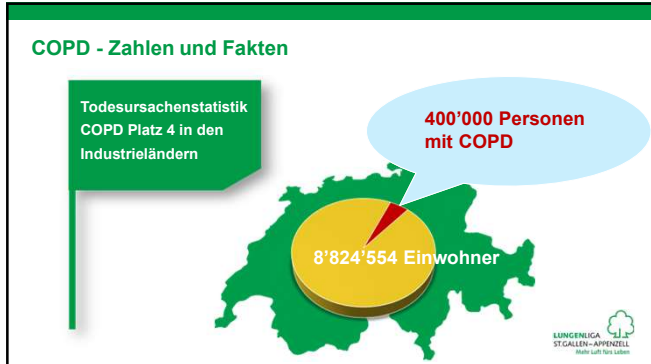 COPD - Zahlen und Fakten
Todesursachenstatistik
COPD Platz 4 in den
Industrieländern
400'000 Personen
mit COPD
8'824'554 Einwohner
LUNGENLIGA
ST.GALLEN–APPENZELL
Mehr Luft fürs Leben